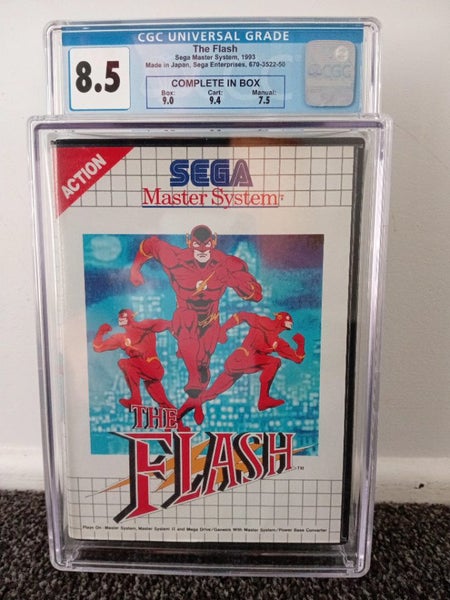 CGC UNIVERSAL GRADE
8.5
The Flash
Sega Master System, 1993
Made in Japan, Sega Enterprises, 670-3522-50
COMPLETE IN BOX
Box: Cart: Manual:
9.0 9.4 7.5
CGC
ACTION
SEGA
Master System
THE
FLASH
TM
Plays On: Master System, Master System II and Mega Drive/Genesis With Master System/Power Base Converter